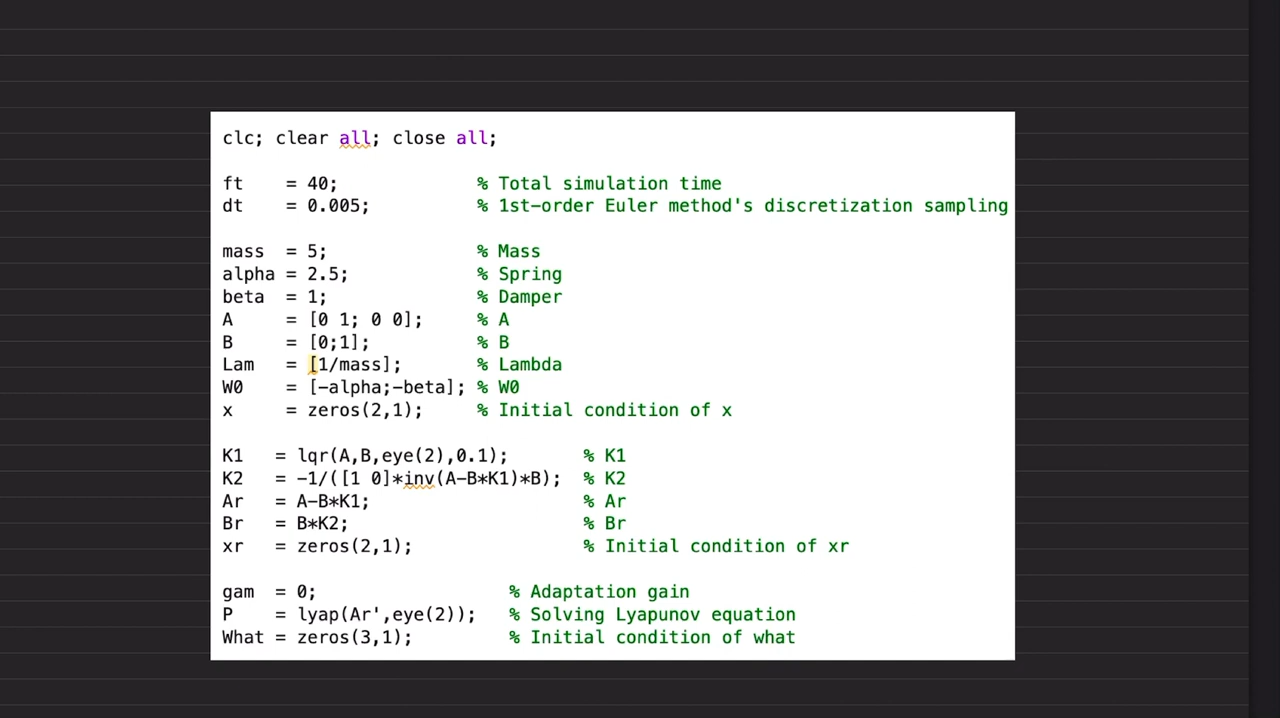 clc; clear all; close all;
ft = 40; % Total simulation time
dt = 0.005; % 1st-order Euler method's discretization sampling
mass = 5; % Mass
alpha = 2.5; % Spring
beta = 1; % Damper
A = [0 1; 0 0]; % A
B = [0;1]; % B
Lam = [1/mass]; % Lambda
W0 = [-alpha;-beta]; % W0
x = zeros(2,1); % Initial condition of x
K1 = lqr(A,B,eye(2),0.1); % K1
K2 = -1/([1 0]*inv(A-B*K1)*B); % K2
Ar = A-B*K1; % Ar
Br = B*K2; % Br
xr = zeros(2,1); % Initial condition of xr
gam = 0; % Adaptation gain
P = lyap(Ar',eye(2)); % Solving Lyapunov equation
What = zeros(3,1); % Initial condition of what